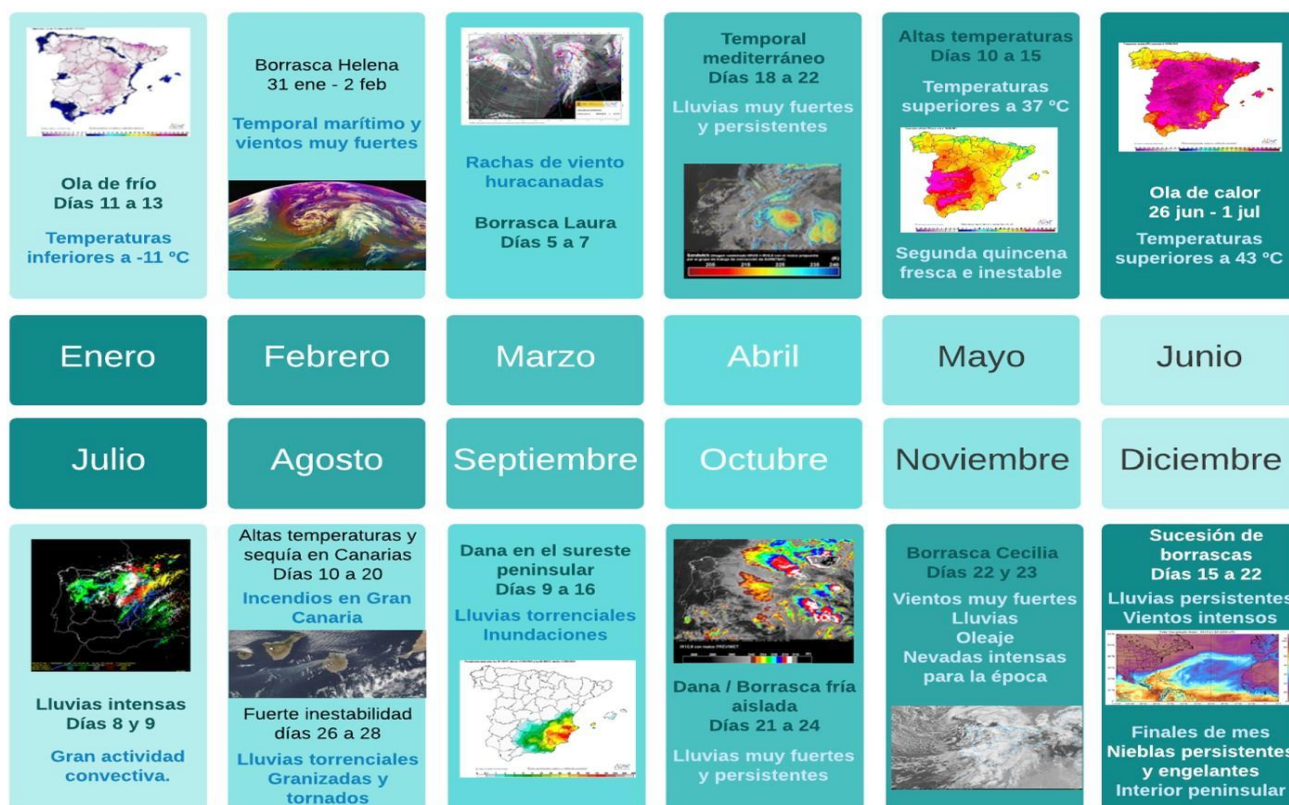 Ola de frío
Días 11 a 13
Temperaturas
inferiores a -11 ºC
Borrasca Helena
31 ene - 2 feb
Temporal marítimo y
vientos muy fuertes
Rachas de viento
huracanadas
Borrasca Laura
Días 5 a 7
Temporal
mediterráneo
Días 18 a 22
Lluvias muy fuertes
y persistentes
Altas temperaturas
Días 10 a 15
Temperaturas
superiores a 37 ºC
Segunda quincena
fresca e inestable
Ola de calor
26 jun - 1 jul
Temperaturas
superiores a 43 ºC
Enero
Febrero
Marzo
Abril
Mayo
Junio
Julio
Agosto
Septiembre
Octubre
Noviembre
Diciembre
Lluvias intensas
Días 8 y 9
Gran actividad
convectiva.
Altas temperaturas y
sequía en Canarias
Días 10 a 20
Incendios en Gran
Canaria
Fuerte inestabilidad
días 26 a 28
Lluvias torrenciales
Granizadas y
tornados
Dana en el sureste
peninsular
Días 9 a 16
Lluvias torrenciales
Inundaciones
Dana / Borrasca fría
aislada
Días 21 a 24
Lluvias muy fuertes
y persistentes
Borrasca Cecilia
Días 22 y 23
Vientos muy fuertes
Lluvias
Oleaje
Nevadas intensas
para la época
Sucesión de
borrascas
Días 15 a 22
Lluvias persistentes
Vientos intensos
Finales de mes
Nieblas persistentes
y engelantes
Interior peninsular